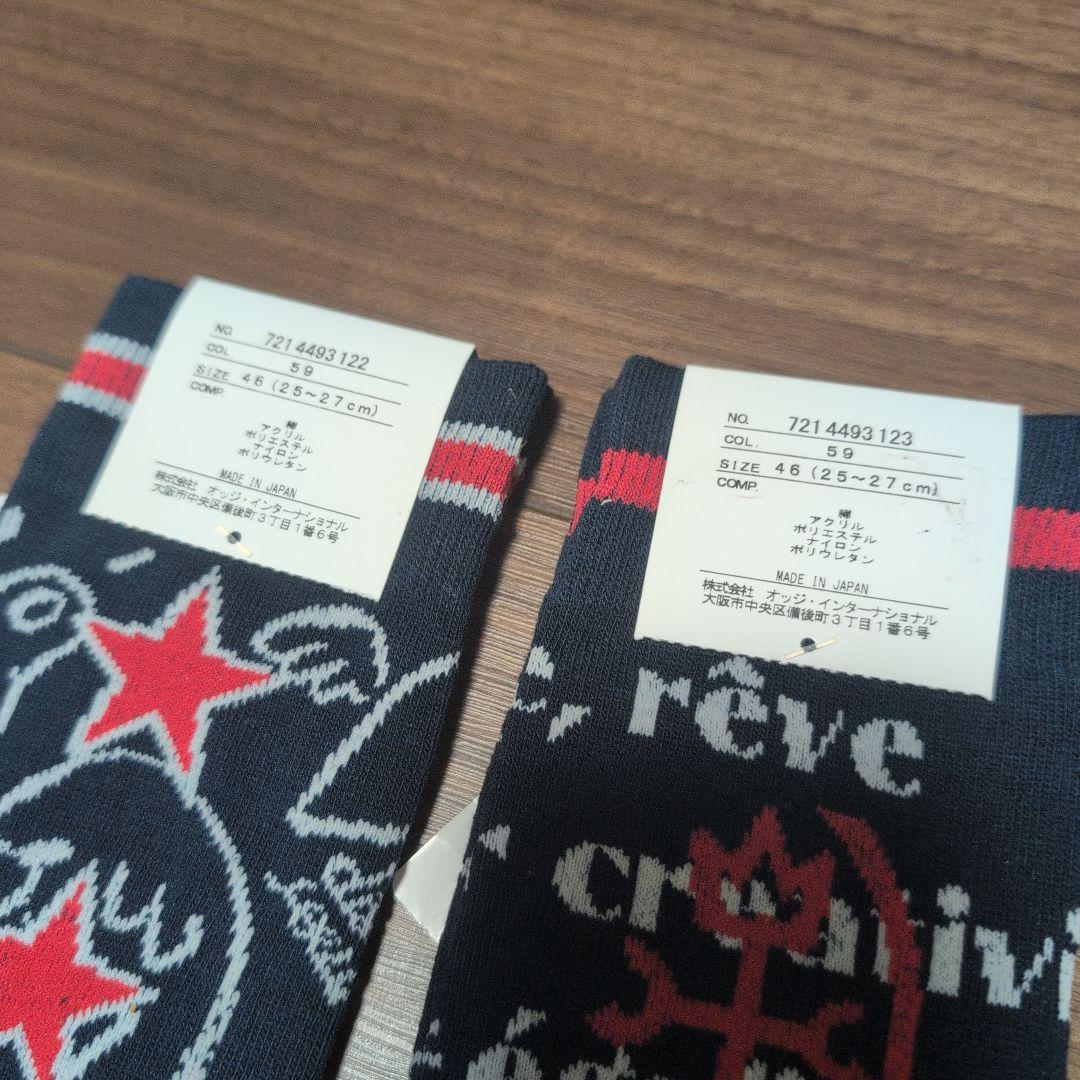 NO. 7214493122
COL. 59
SIZE 46 (25～27cm)
COMP.
綿
アクリル
ポリエステル
ナイロン
ポリウレタン
MADE IN JAPAN
株式会社 オッジ・インターナショナル
大阪市中央区備後町3丁目1番6号
NO. 7214493123
COL. 59
SIZE 46 (25～27cm)
COMP.
綿
アクリル
ポリエステル
ナイロン
ポリウレタン
MADE IN JAPAN
株式会社 オッジ・インターナショナル
大阪市中央区備後町3丁目1番6号
, rêve